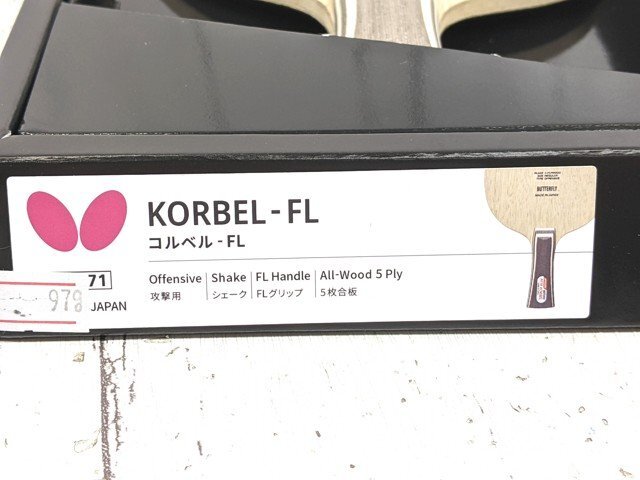 KORBEL-FL
コルベル - FL
71
Offensive Shake FL Handle All-Wood 5 Ply
攻撃用 シェーク FLグリップ 5枚合板
JAPAN
978
BUTTERFLY